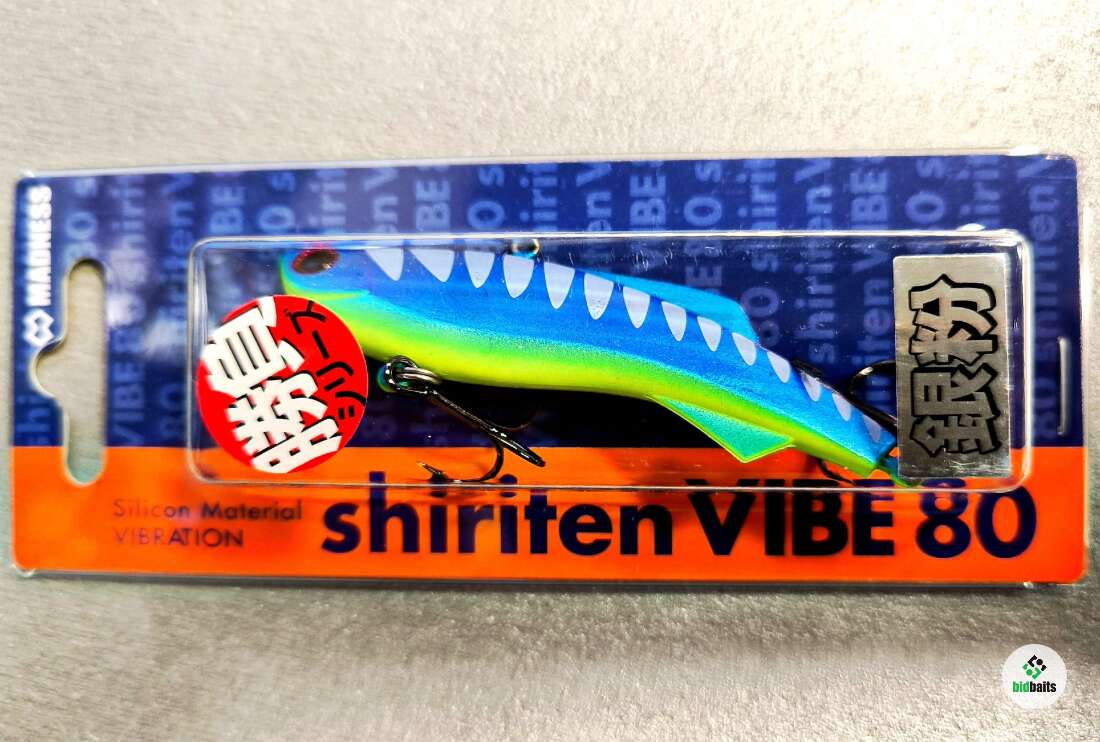 MADNESS
勝負
シリーズ
銀粉
Silicon Material
VIBRATION
shiriten VIBE 80
bidbaits